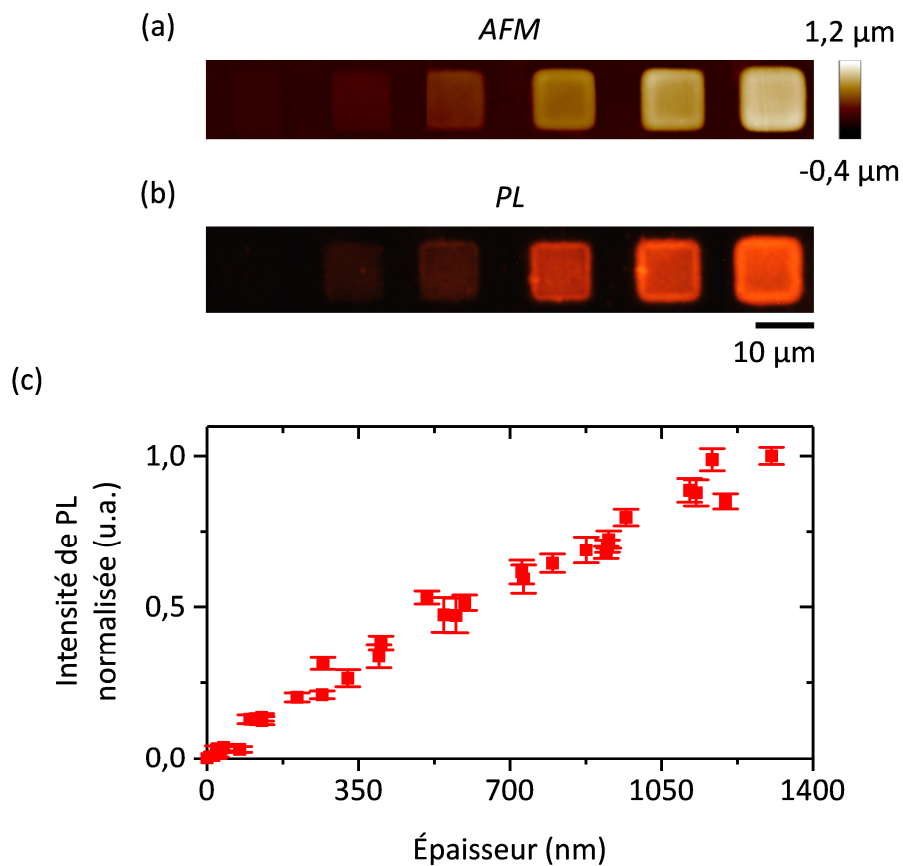 (a)
AFM
1,2 µm
-0,4 µm
(b)
PL
10 µm
(c)
Intensité de PL
normalisée (u.a.)
1,0
0,5
0,0
0
350
700
1050
1400
Épaisseur (nm)